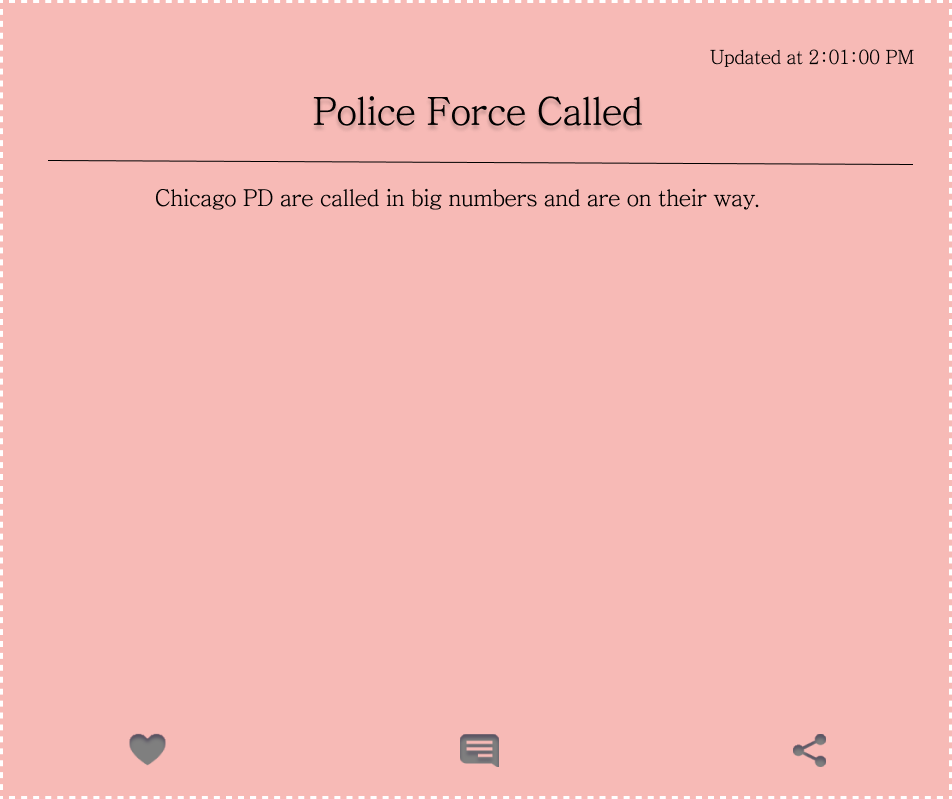 Updated at 2:01:00 PM
Police Force Called
Chicago PD are called in big numbers and are on their way.